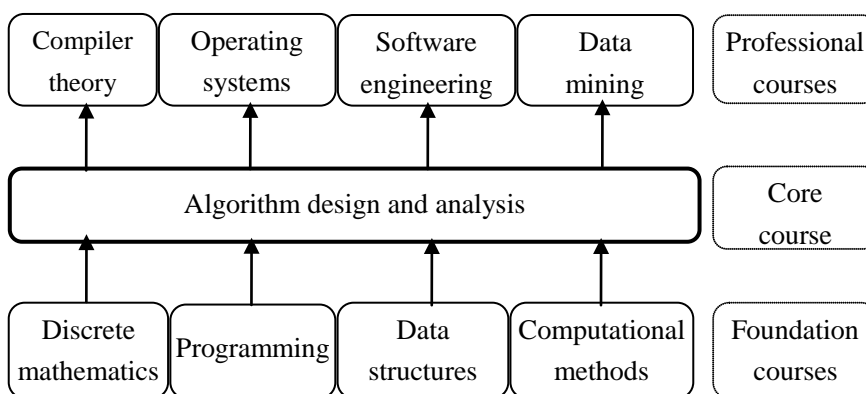 Compiler
theory
Operating
systems
Software
engineering
Data
mining
Professional
courses
Algorithm design and analysis
Core
course
Discrete
mathematics
Programming
Data
structures
Computational
methods
Foundation
courses